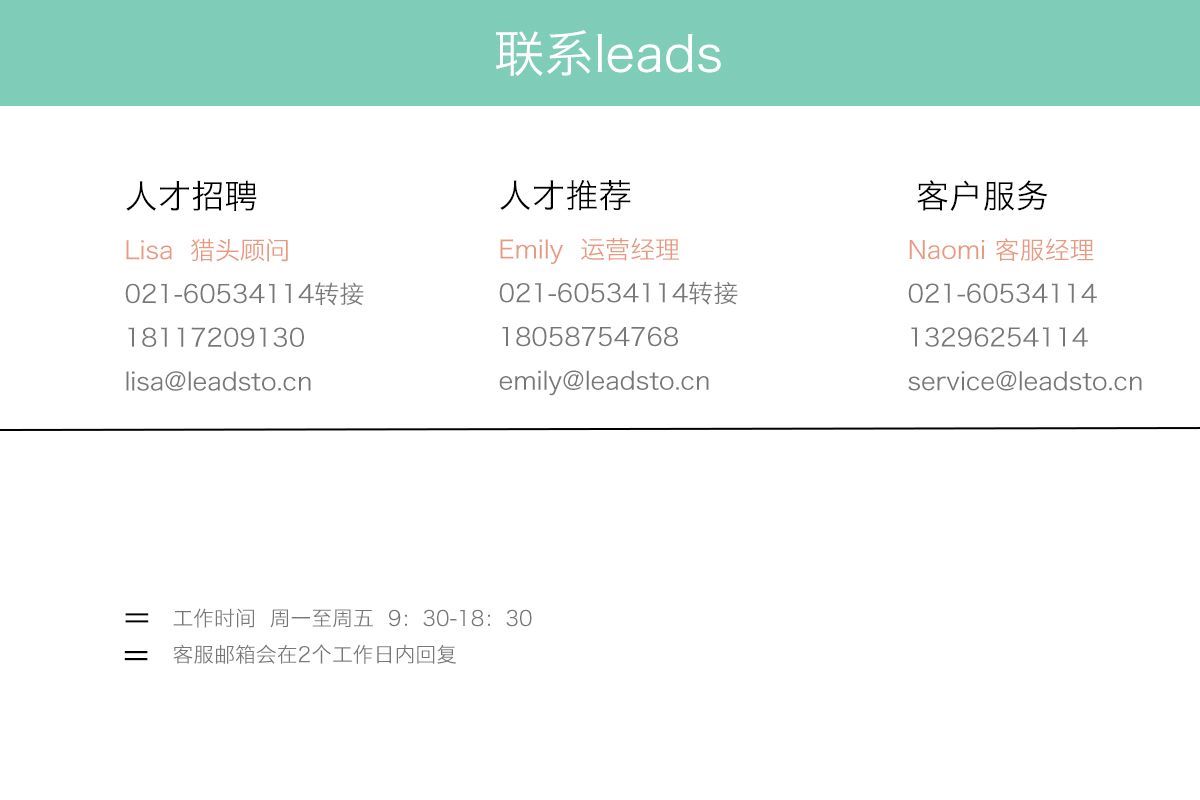 联系leads
人才招聘
Lisa 猎头顾问
021-60534114转接
18117209130
lisa@leadsto.cn
人才推荐
Emily 运营经理
021-60534114转接
18058754768
emily@leadsto.cn
客户服务
Naomi 客服经理
021-60534114
13296254114
service@leadsto.cn
工作时间 周一至周五 9：30-18：30
客服邮箱会在2个工作日内回复